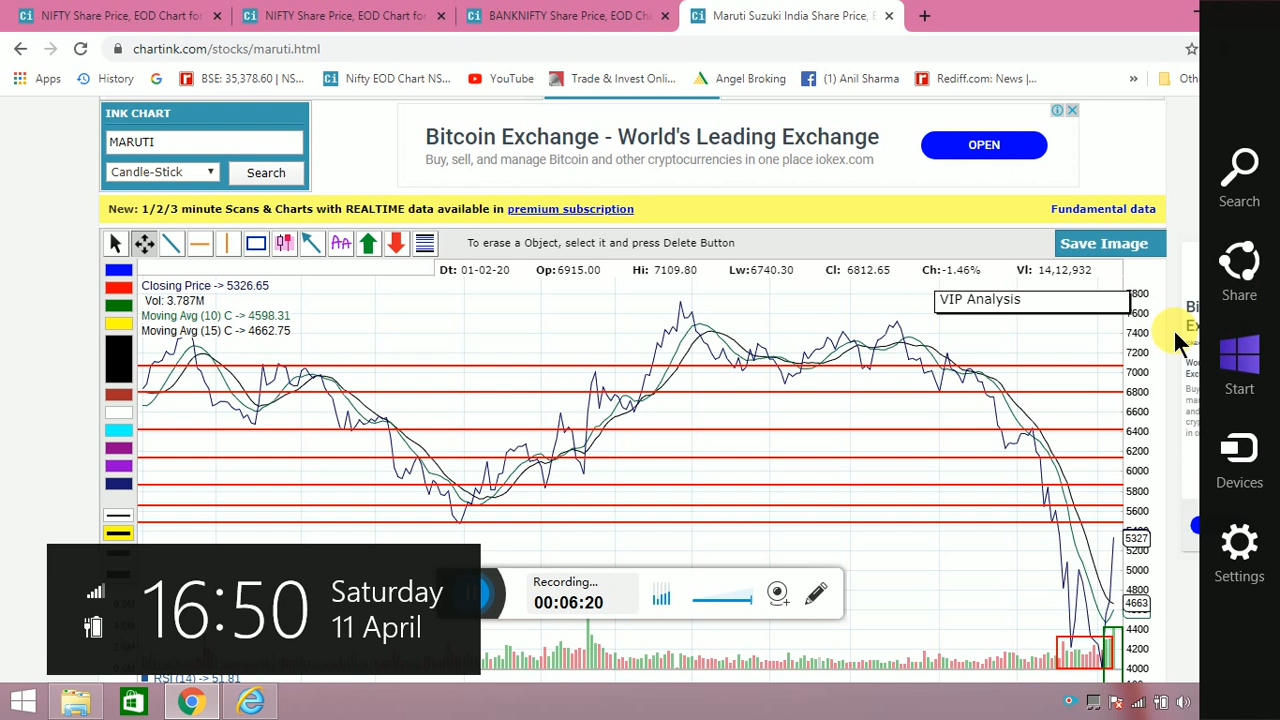 NIFTY Share Price, EOD Chart for
NIFTY Share Price, EOD Chart for
BANKNIFTY Share Price, EOD Cha
Maruti Suzuki India Share Price, E
chartink.com/stocks/maruti.html
Apps
History
BSE: 35,378.60 | NS...
Nifty EOD Chart NS...
YouTube
Trade & Invest Onli...
Angel Broking
(1) Anil Sharma
Rediff.com: News |...
»
Oth
INK CHART
MARUTI
Candle-Stick
Search
Bitcoin Exchange - World's Leading Exchange
Buy, sell, and manage Bitcoin and other cryptocurrencies in one place iokex.com
OPEN
New: 1/2/3 minute Scans & Charts with REALTIME data available in premium subscription
Fundamental data
To erase a Object, select it and press Delete Button
Save Image
Dt: 01-02-20 Op:6915.00 Hi: 7109.80 Lw:6740.30 Cl: 6812.65 Ch:-1.46% Vl: 14,12,932
Closing Price -> 5326.65
Vol: 3.787M
Moving Avg (10) C -> 4598.31
Moving Avg (15) C -> 4662.75
VIP Analysis
7800
7600
7400
7200
7000
6800
6600
6400
6200
6000
5800
5600
5327
5200
4800
4663
4400
4200
4000
RSI (14) -> 51.81
16:50
Saturday
11 April
Recording...
00:06:20
Search
Share
Start
Devices
Settings